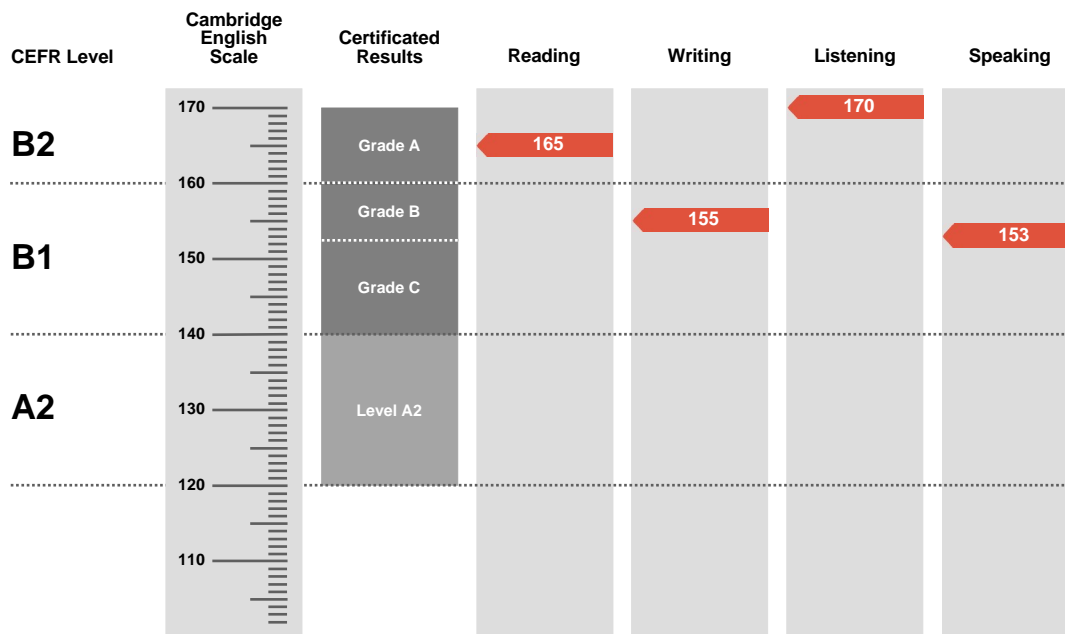 CEFR Level
Cambridge
English
Scale
Certificated
Results
Reading
Writing
Listening
Speaking
170
170
B2
Grade A
165
160
Grade B
155
B1
153
150
Grade C
140
A2
130
Level A2
120
110